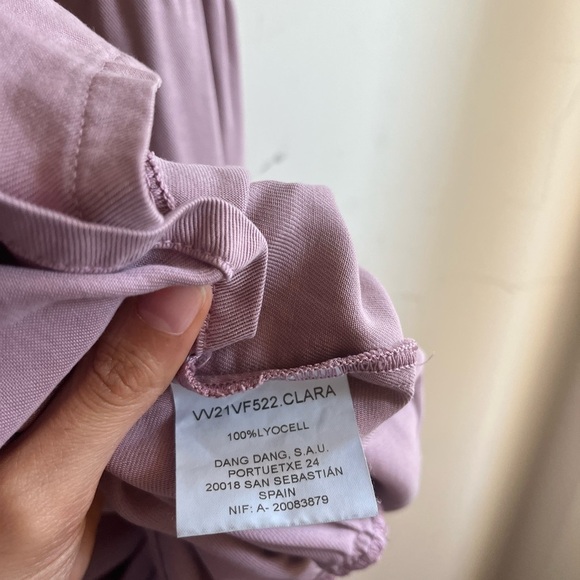 VV21VF522.CLARA
100%LYOCELL
DANG DANG, S.A.U.
PORTUETXE 24
20018 SAN SEBASTIÁN
SPAIN
NIF: A- 20083879